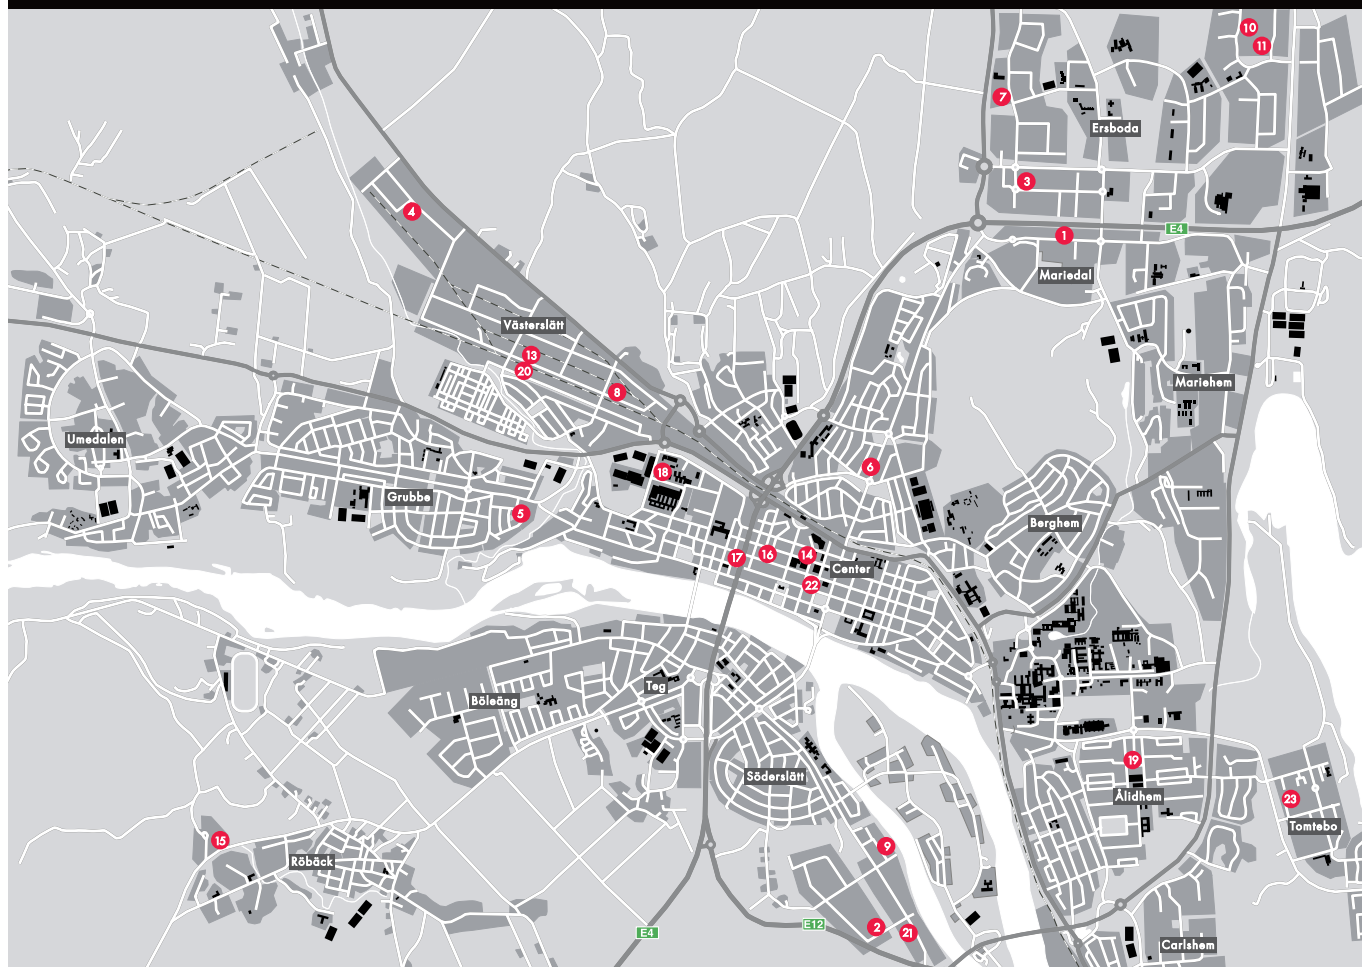 10
11
7
Ersboda
3
4
1
E4
Mariedal
Västerslätt
13
20
8
Mariehem
Umedalen
18
6
Grubbe
5
Berghem
17
16
14
Center
22
Teg
Böleäng
19
Söderslätt
Ålidhem
23
Tomtebo
15
9
Röbäck
E4
E12
2
21
Carlshem